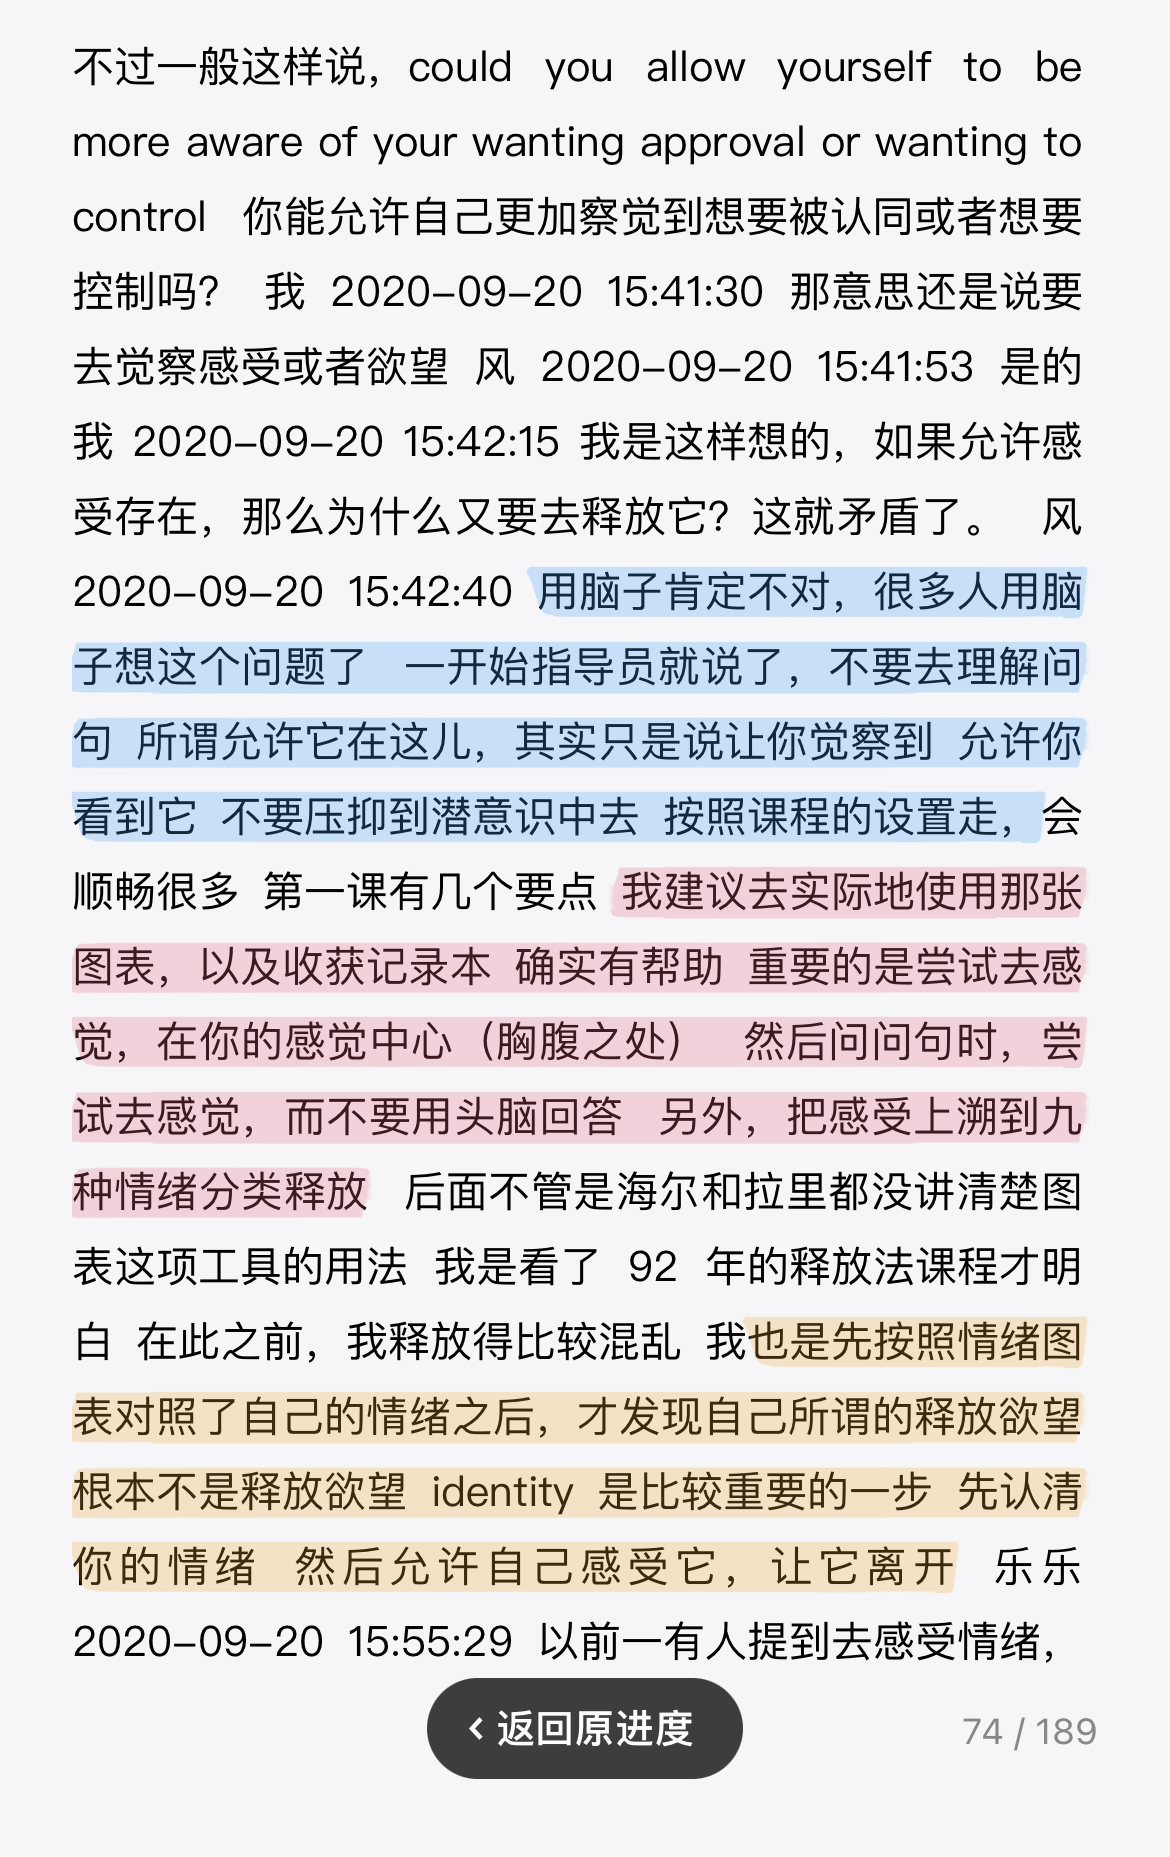 不过一般这样说，could you allow yourself to be
more aware of your wanting approval or wanting to
control 你能允许自己更加察觉到想要被认同或者想要
控制吗？ 我 2020-09-20 15:41:30 那意思还是说要
去觉察感受或者欲望 风 2020-09-20 15:41:53 是的
我 2020-09-20 15:42:15 我是这样想的，如果允许感
受存在，那么为什么又要去释放它？这就矛盾了。 风
2020-09-20 15:42:40 用脑子肯定不对，很多人用脑
子想这个问题了 一开始指导员就说了，不要去理解问
句 所谓允许它在这儿，其实只是说让你觉察到 允许你
看到它 不要压抑到潜意识中去 按照课程的设置走，会
顺畅很多 第一课有几个要点 我建议去实际地使用那张
图表，以及收获记录本 确实有帮助 重要的是尝试去感
觉，在你的感觉中心（胸腹之处） 然后问问句时，尝
试去感觉，而不要用头脑回答 另外，把感受上溯到九
种情绪分类释放 后面不管是海尔和拉里都没讲清楚图
表这项工具的用法 我是看了 92 年的释放法课程才明
白 在此之前，我释放得比较混乱 我也是先按照情绪图
表对照了自己的情绪之后，才发现自己所谓的释放欲望
根本不是释放欲望 identity 是比较重要的一步 先认清
你的情绪 然后允许自己感受它，让它离开 乐乐
2020-09-20 15:55:29 以前一有人提到去感受情绪，
‹ 返回原进度
74 / 189